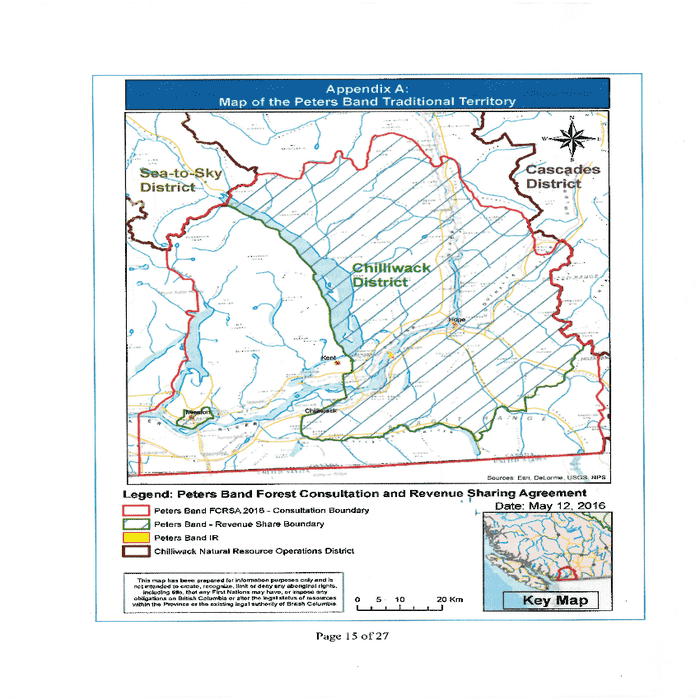 Appendix A:
Map of the Peters Band Traditional Territory
Sea-to-Sky
District
Cascades
District
Chilliwack
District
Hope
Kent
Chilliwack
Sources: Esri, DeLorme, USGS, NPS
Legend: Peters Band Forest Consultation and Revenue Sharing Agreement
Date: May 12, 2016
Peters Band FCRSA 2016 - Consultation Boundary
Peters Band - Revenue Share Boundary
Peters Band IR
Chilliwack Natural Resource Operations District
This map has been prepared for information purposes only and is
not intended to create, recognize, limit or deny any aboriginal rights,
including title, that any First Nations may have, or impose any
obligations on British Columbia or alter the legal status of resources
within the Province or the existing legal authority of British Columbia.
0 5 10 20 Km
Key Map
Page 15 of 27